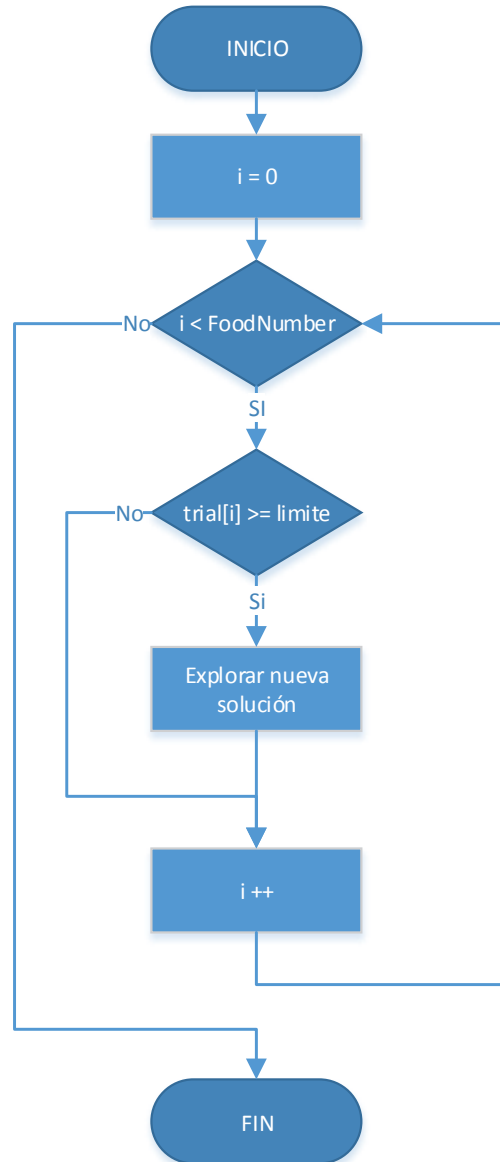 INICIO
i = 0
No
i < FoodNumber
SI
No
trial[i] >= limite
Si
Explorar nueva
solución
i ++
FIN